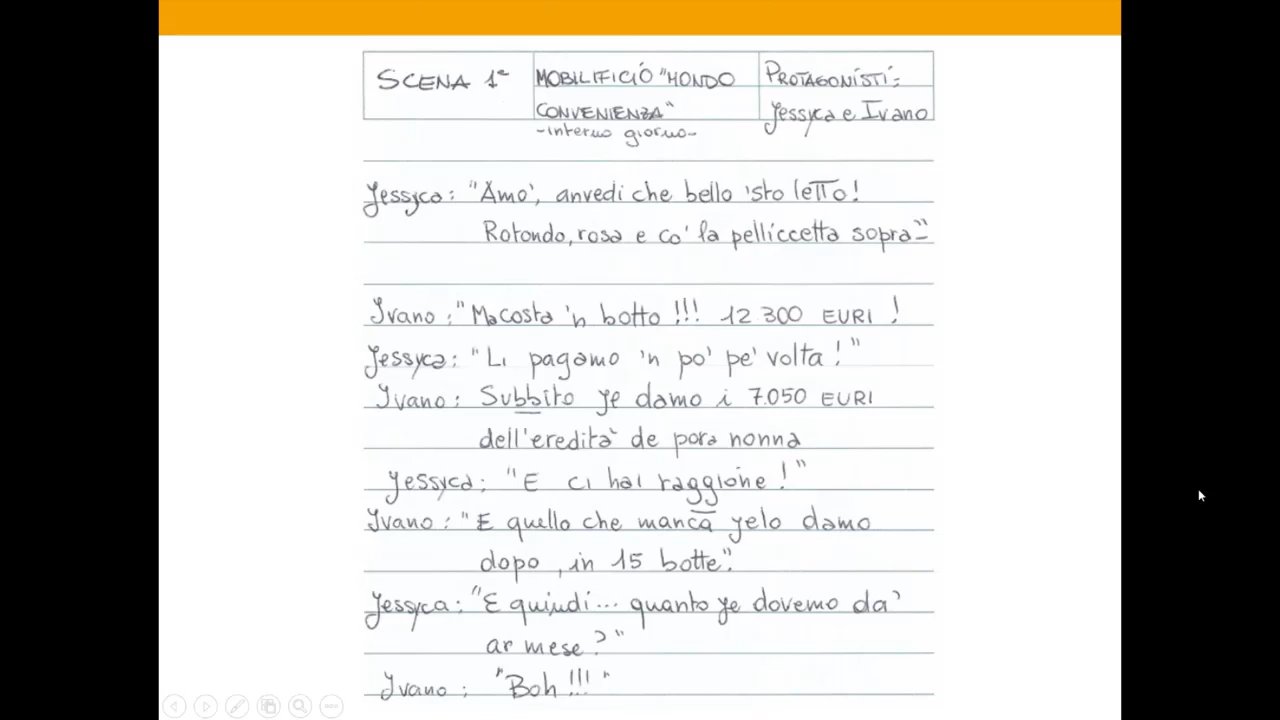 SCENA 1ª
MOBILIFICIO "MONDO
CONVENIENZA"
-interno giorno-
PROTAGONISTI:
Jessyca e Ivano
Jessyca: "Amo', anvedi che bello 'sto letto!
Rotondo, rosa e co' la pelliccetta sopra"
Ivano: "Ma costa 'n botto!!! 12 300 EURI!
Jessyca: "Li pagamo 'n po' pe' volta!"
Ivano: Subbito je damo i 7.050 EURI
dell'eredità de pora nonna
Jessyca: "E ci hai raggione!"
Ivano: "E quello che manca jelo damo
dopo, in 15 botte".
Jessyca: "E quindi... quanto je dovemo da'
ar mese?"
Ivano: "Boh!!!"